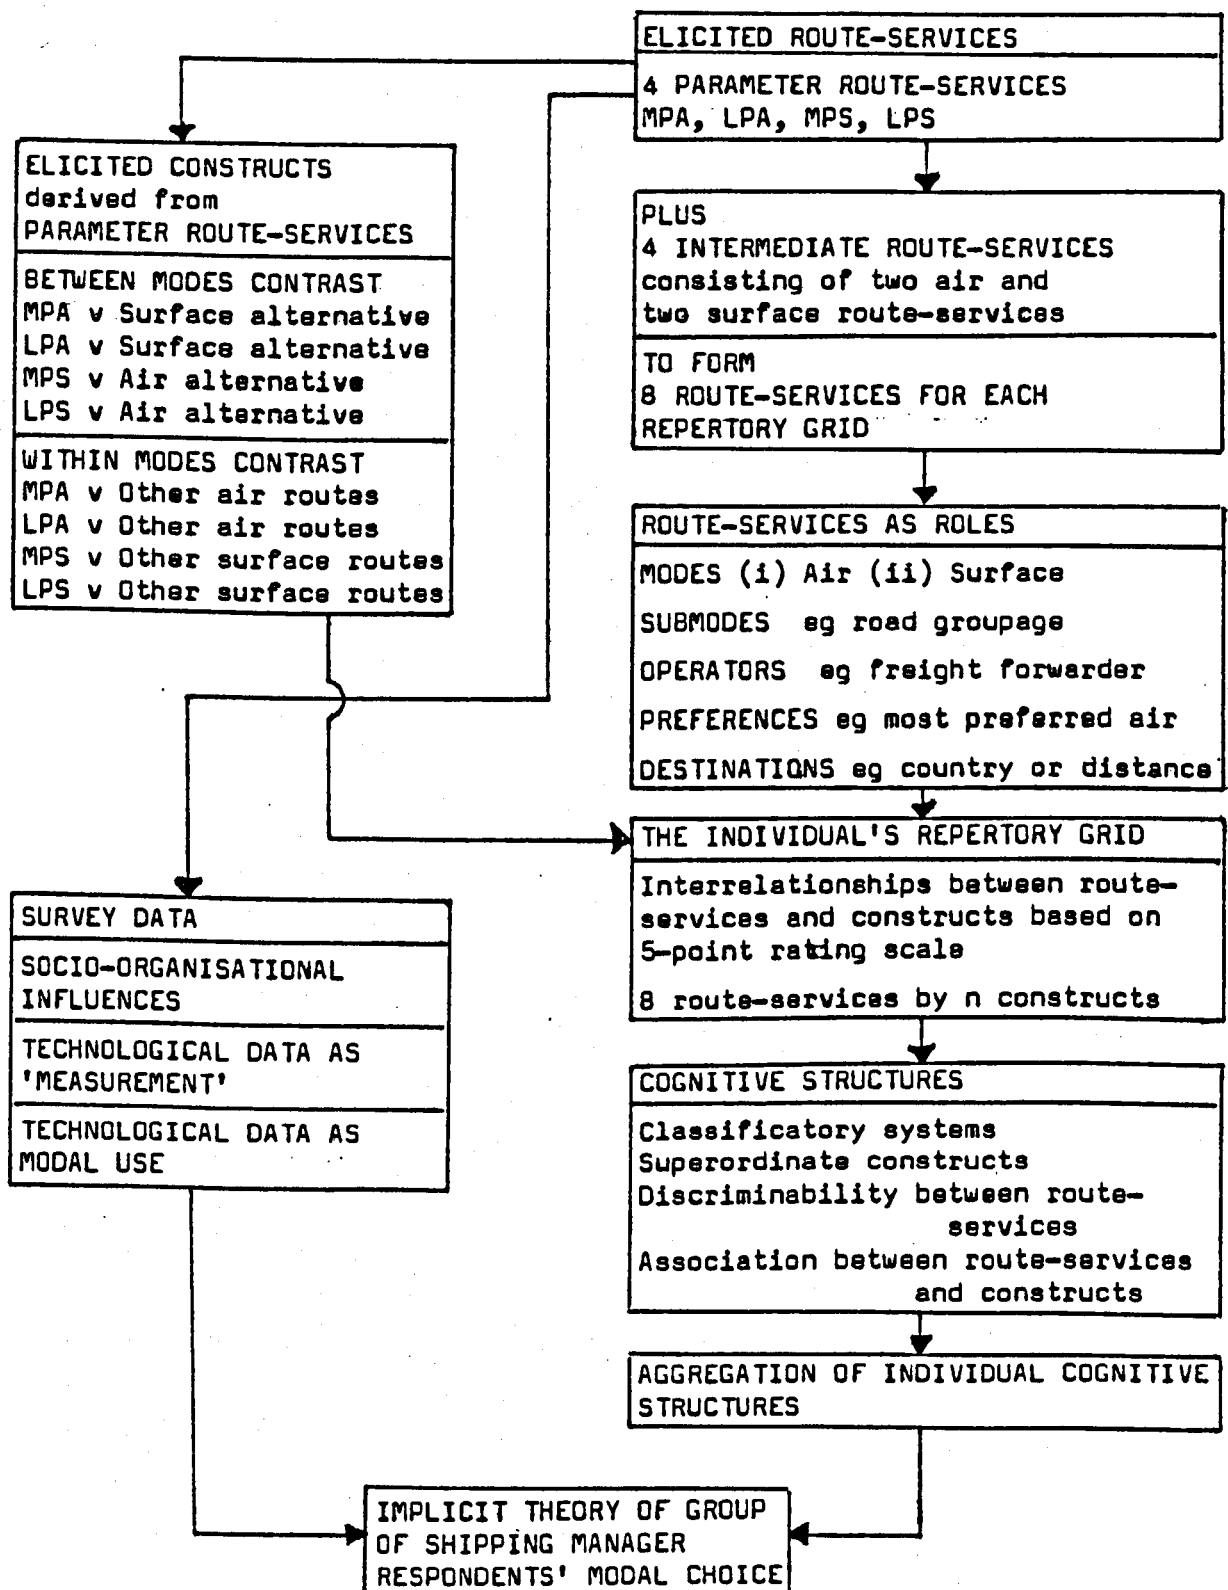 ELICITED ROUTE-SERVICES
4 PARAMETER ROUTE-SERVICES
MPA, LPA, MPS, LPS
ELICITED CONSTRUCTS
derived from
PARAMETER ROUTE-SERVICES
BETWEEN MODES CONTRAST
MPA v Surface alternative
LPA v Surface alternative
MPS v Air alternative
LPS v Air alternative
WITHIN MODES CONTRAST
MPA v Other air routes
LPA v Other air routes
MPS v Other surface routes
LPS v Other surface routes
PLUS
4 INTERMEDIATE ROUTE-SERVICES
consisting of two air and
two surface route-services
TO FORM
8 ROUTE-SERVICES FOR EACH
REPERTORY GRID
ROUTE-SERVICES AS ROLES
MODES (i) Air (ii) Surface
SUBMODES eg road groupage
OPERATORS eg freight forwarder
PREFERENCES eg most preferred air
DESTINATIONS eg country or distance
THE INDIVIDUAL'S REPERTORY GRID
Interrelationships between route-
services and constructs based on
5-point rating scale
8 route-services by n constructs
SURVEY DATA
SOCIO-ORGANISATIONAL
INFLUENCES
TECHNOLOGICAL DATA AS
'MEASUREMENT'
TECHNOLOGICAL DATA AS
MODAL USE
COGNITIVE STRUCTURES
Classificatory systems
Superordinate constructs
Discriminability between route-
services
Association between route-services
and constructs
AGGREGATION OF INDIVIDUAL COGNITIVE
STRUCTURES
IMPLICIT THEORY OF GROUP
OF SHIPPING MANAGER
RESPONDENTS' MODAL CHOICE